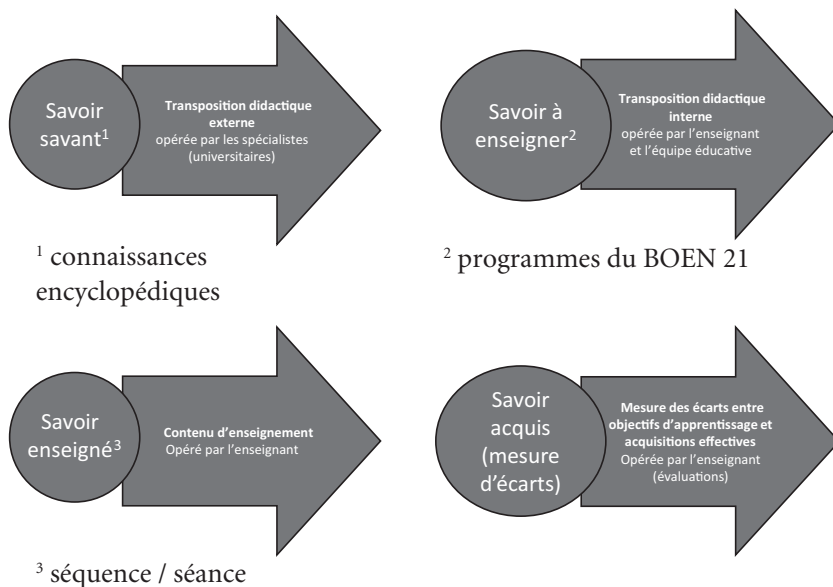 Savoir
savant¹
Transposition didactique
externe
opérée par les spécialistes
(universitaires)
¹ connaissances
encyclopédiques
Savoir à
enseigner²
Transposition didactique
interne
opérée par l’enseignant
et l’équipe éducative
² programmes du BOEN 21
Savoir
enseigné³
Contenu d’enseignement
Opéré par l’enseignant
³ séquence / séance
Savoir
acquis
(mesure
d’écarts)
Mesure des écarts entre
objectifs d’apprentissage et
acquisitions effectives
Opérée par l’enseignant
(évaluations)